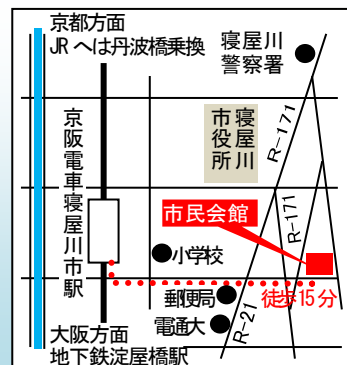 京都方面
JRへは丹波橋乗換
寝屋川
警察署
R-171
寝屋川
市役所
京阪電車寝屋川市駅
市民会館
R-171
小学校
郵便局
徒歩15分
電通大
R-21
大阪方面
地下鉄淀屋橋駅